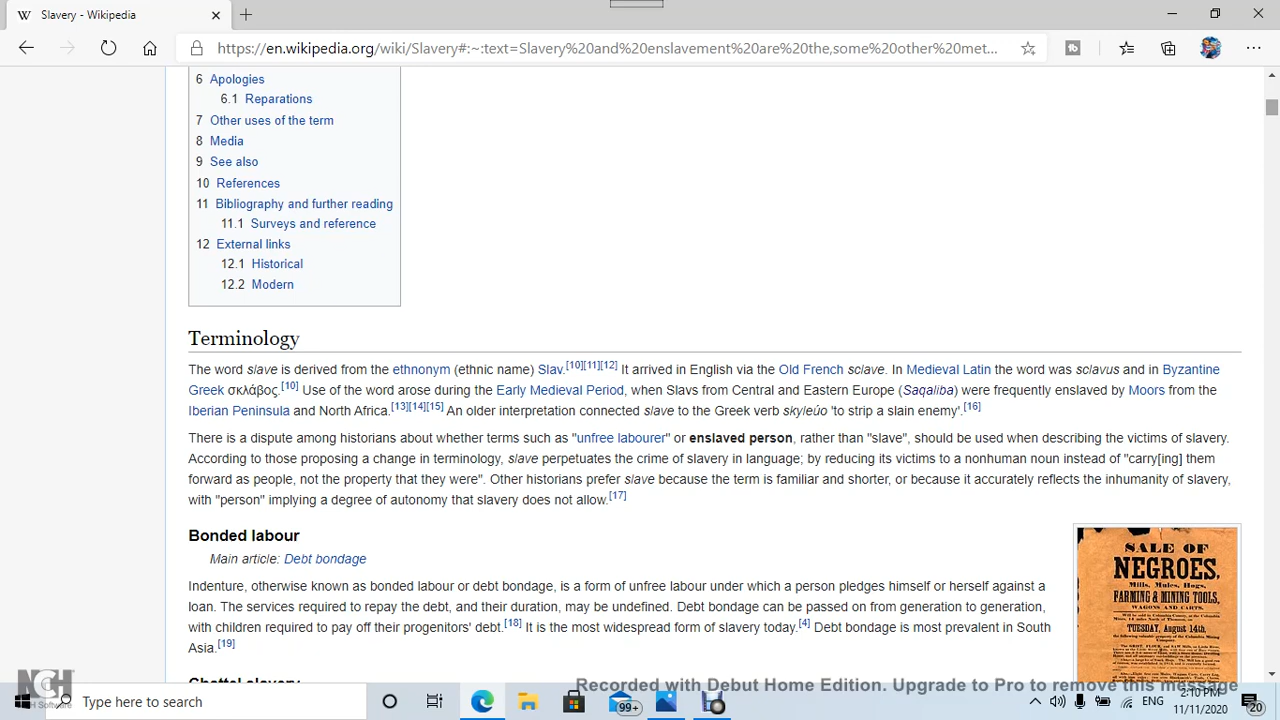 Slavery - Wikipedia
https://en.wikipedia.org/wiki/Slavery#:~:text=Slavery%20and%20enslavement%20are%20the,some%20other%20met...
6 Apologies
6.1 Reparations
7 Other uses of the term
8 Media
9 See also
10 References
11 Bibliography and further reading
11.1 Surveys and reference
12 External links
12.1 Historical
12.2 Modern
Terminology
The word slave is derived from the ethnonym (ethnic name) Slav.[10][11][12] It arrived in English via the Old French sclave. In Medieval Latin the word was sclavus and in Byzantine
Greek σκλάβος.[10] Use of the word arose during the Early Medieval Period, when Slavs from Central and Eastern Europe (Saqaliba) were frequently enslaved by Moors from the
Iberian Peninsula and North Africa.[13][14][15] An older interpretation connected slave to the Greek verb skyleúo 'to strip a slain enemy'.[16]
There is a dispute among historians about whether terms such as "unfree labourer" or enslaved person, rather than "slave", should be used when describing the victims of slavery.
According to those proposing a change in terminology, slave perpetuates the crime of slavery in language; by reducing its victims to a nonhuman noun instead of "carry[ing] them
forward as people, not the property that they were". Other historians prefer slave because the term is familiar and shorter, or because it accurately reflects the inhumanity of slavery,
with "person" implying a degree of autonomy that slavery does not allow.[17]
Bonded labour
Main article: Debt bondage
Indenture, otherwise known as bonded labour or debt bondage, is a form of unfree labour under which a person pledges himself or herself against a
loan. The services required to repay the debt, and their duration, may be undefined. Debt bondage can be passed on from generation to generation,
with children required to pay off their progenitors' debt.[18] It is the most widespread form of slavery today.[4] Debt bondage is most prevalent in South
Asia.[19]
Chattel slavery
SALE OF
NEGROES,
Mills, Mules, Hogs,
FARMING & MINING TOOLS,
WAGONS AND CARTS.
TUESDAY, August 14th,
NCH
NCH Software
Recorded with Debut Home Edition. Upgrade to Pro to remove this message
Type here to search
99+
ENG
2:10 PM
11/11/2020
20